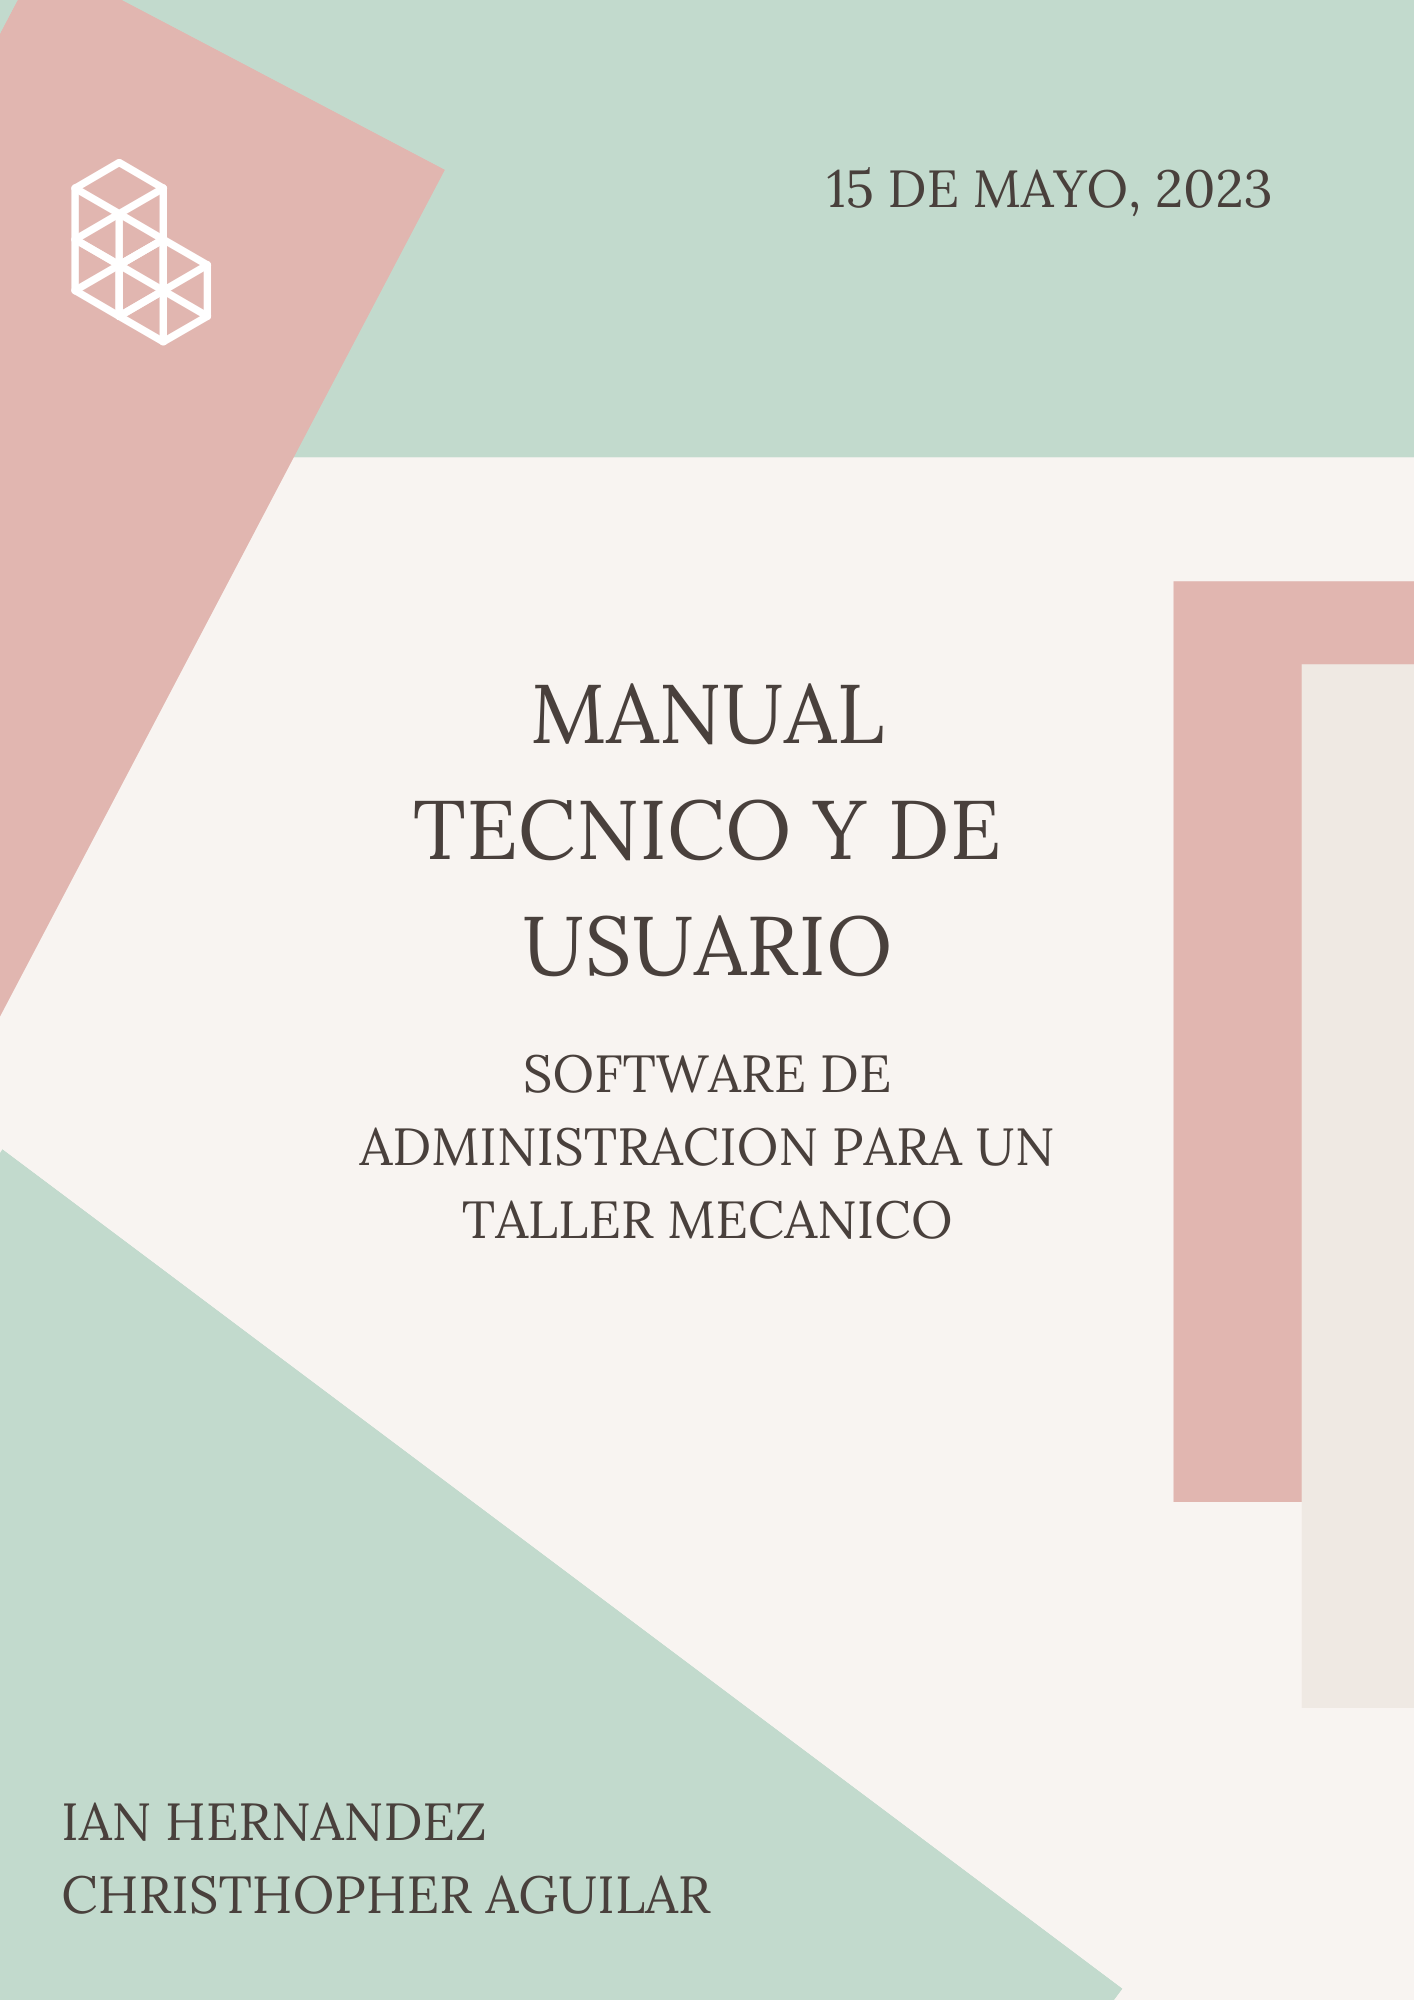 15 DE MAYO, 2023
MANUAL
TECNICO Y DE
USUARIO
SOFTWARE DE
ADMINISTRACION PARA UN
TALLER MECANICO
IAN HERNANDEZ
CHRISTHOPHER AGUILAR